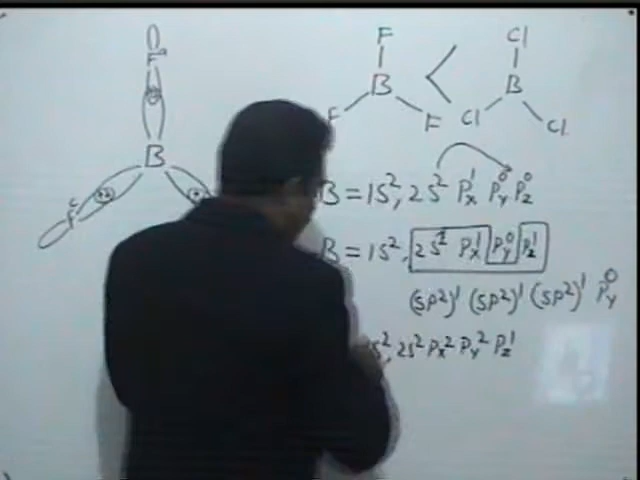 F
F
B
F
F
Cl
B
Cl
Cl
F
B
F
B = 1S², 2S² Px¹ Py⁰ Pz⁰
B = 1S², 2S² Px¹ Py⁰ Pz¹
(SP²)¹ (SP²)¹ (SP²)¹ Py⁰
S², 2S² Px² Py² Pz¹